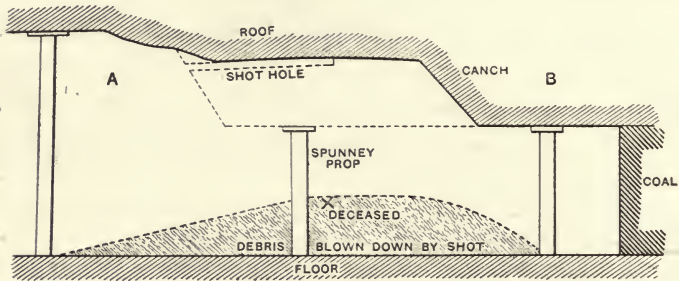 ROOF
A
SHOT HOLE
CANCH
B
SPUNNEY
PROP
COAL
DECEASED
DEBRIS BLOWN DOWN BY SHOT
FLOOR